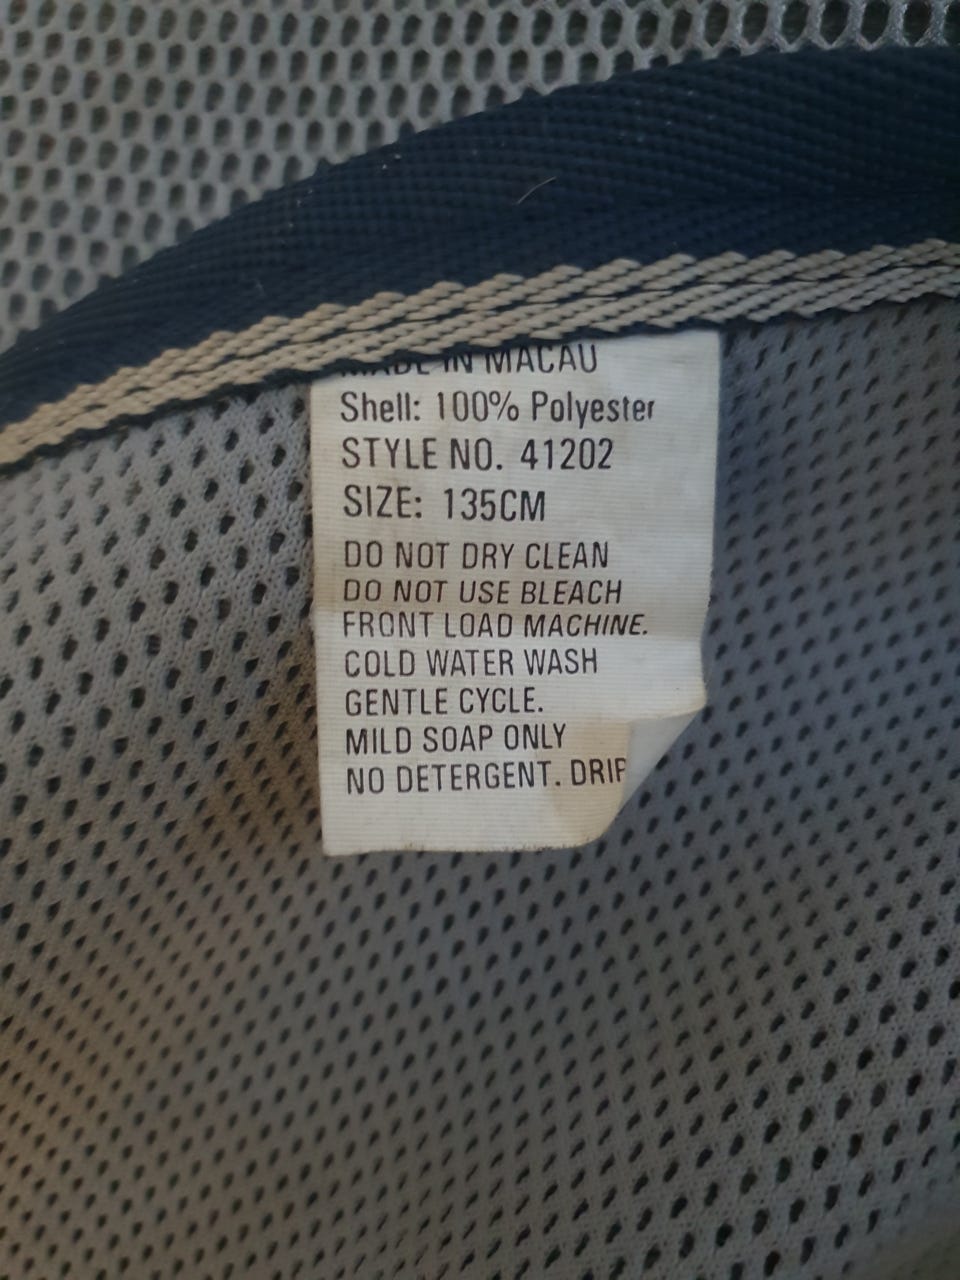 MADE IN MACAU
Shell: 100% Polyester
STYLE NO. 41202
SIZE: 135CM
DO NOT DRY CLEAN
DO NOT USE BLEACH
FRONT LOAD MACHINE.
COLD WATER WASH
GENTLE CYCLE.
MILD SOAP ONLY
NO DETERGENT. DRIP